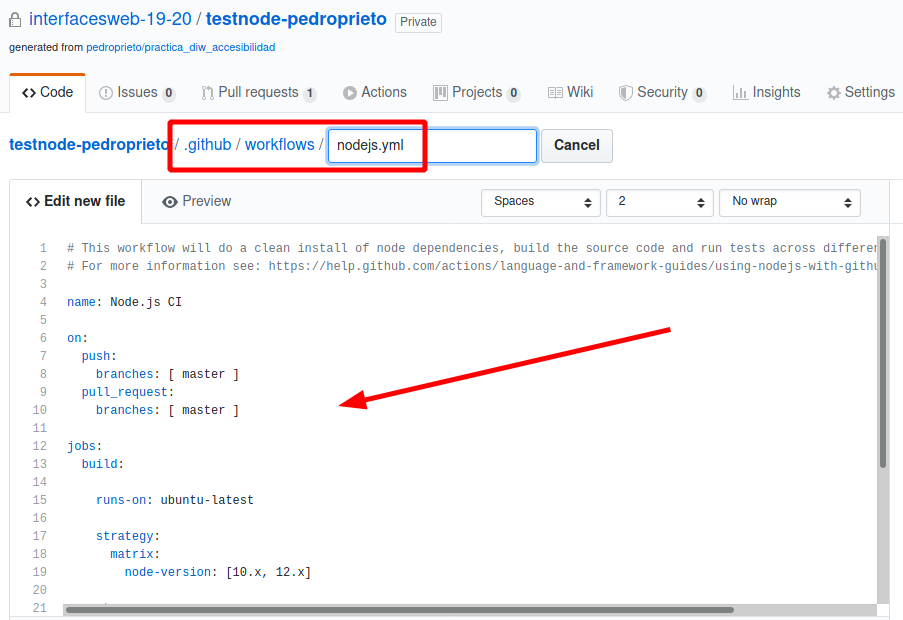 interfacesweb-19-20 / testnode-pedroprieto Private
generated from pedroprieto/practica_diw_accesibilidad
Code Issues 0 Pull requests 1 Actions Projects 0 Wiki Security 0 Insights Settings
testnode-pedroprieto / .github / workflows / nodejs.yml Cancel
Edit new file Preview Spaces 2 No wrap
1 # This workflow will do a clean install of node dependencies, build the source code and run tests across differen
2 # For more information see: https://help.github.com/actions/language-and-framework-guides/using-nodejs-with-githu
3
4 name: Node.js CI
5
6 on:
7 push:
8 branches: [ master ]
9 pull_request:
10 branches: [ master ]
11
12 jobs:
13 build:
14
15 runs-on: ubuntu-latest
16
17 strategy:
18 matrix:
19 node-version: [10.x, 12.x]
20
21